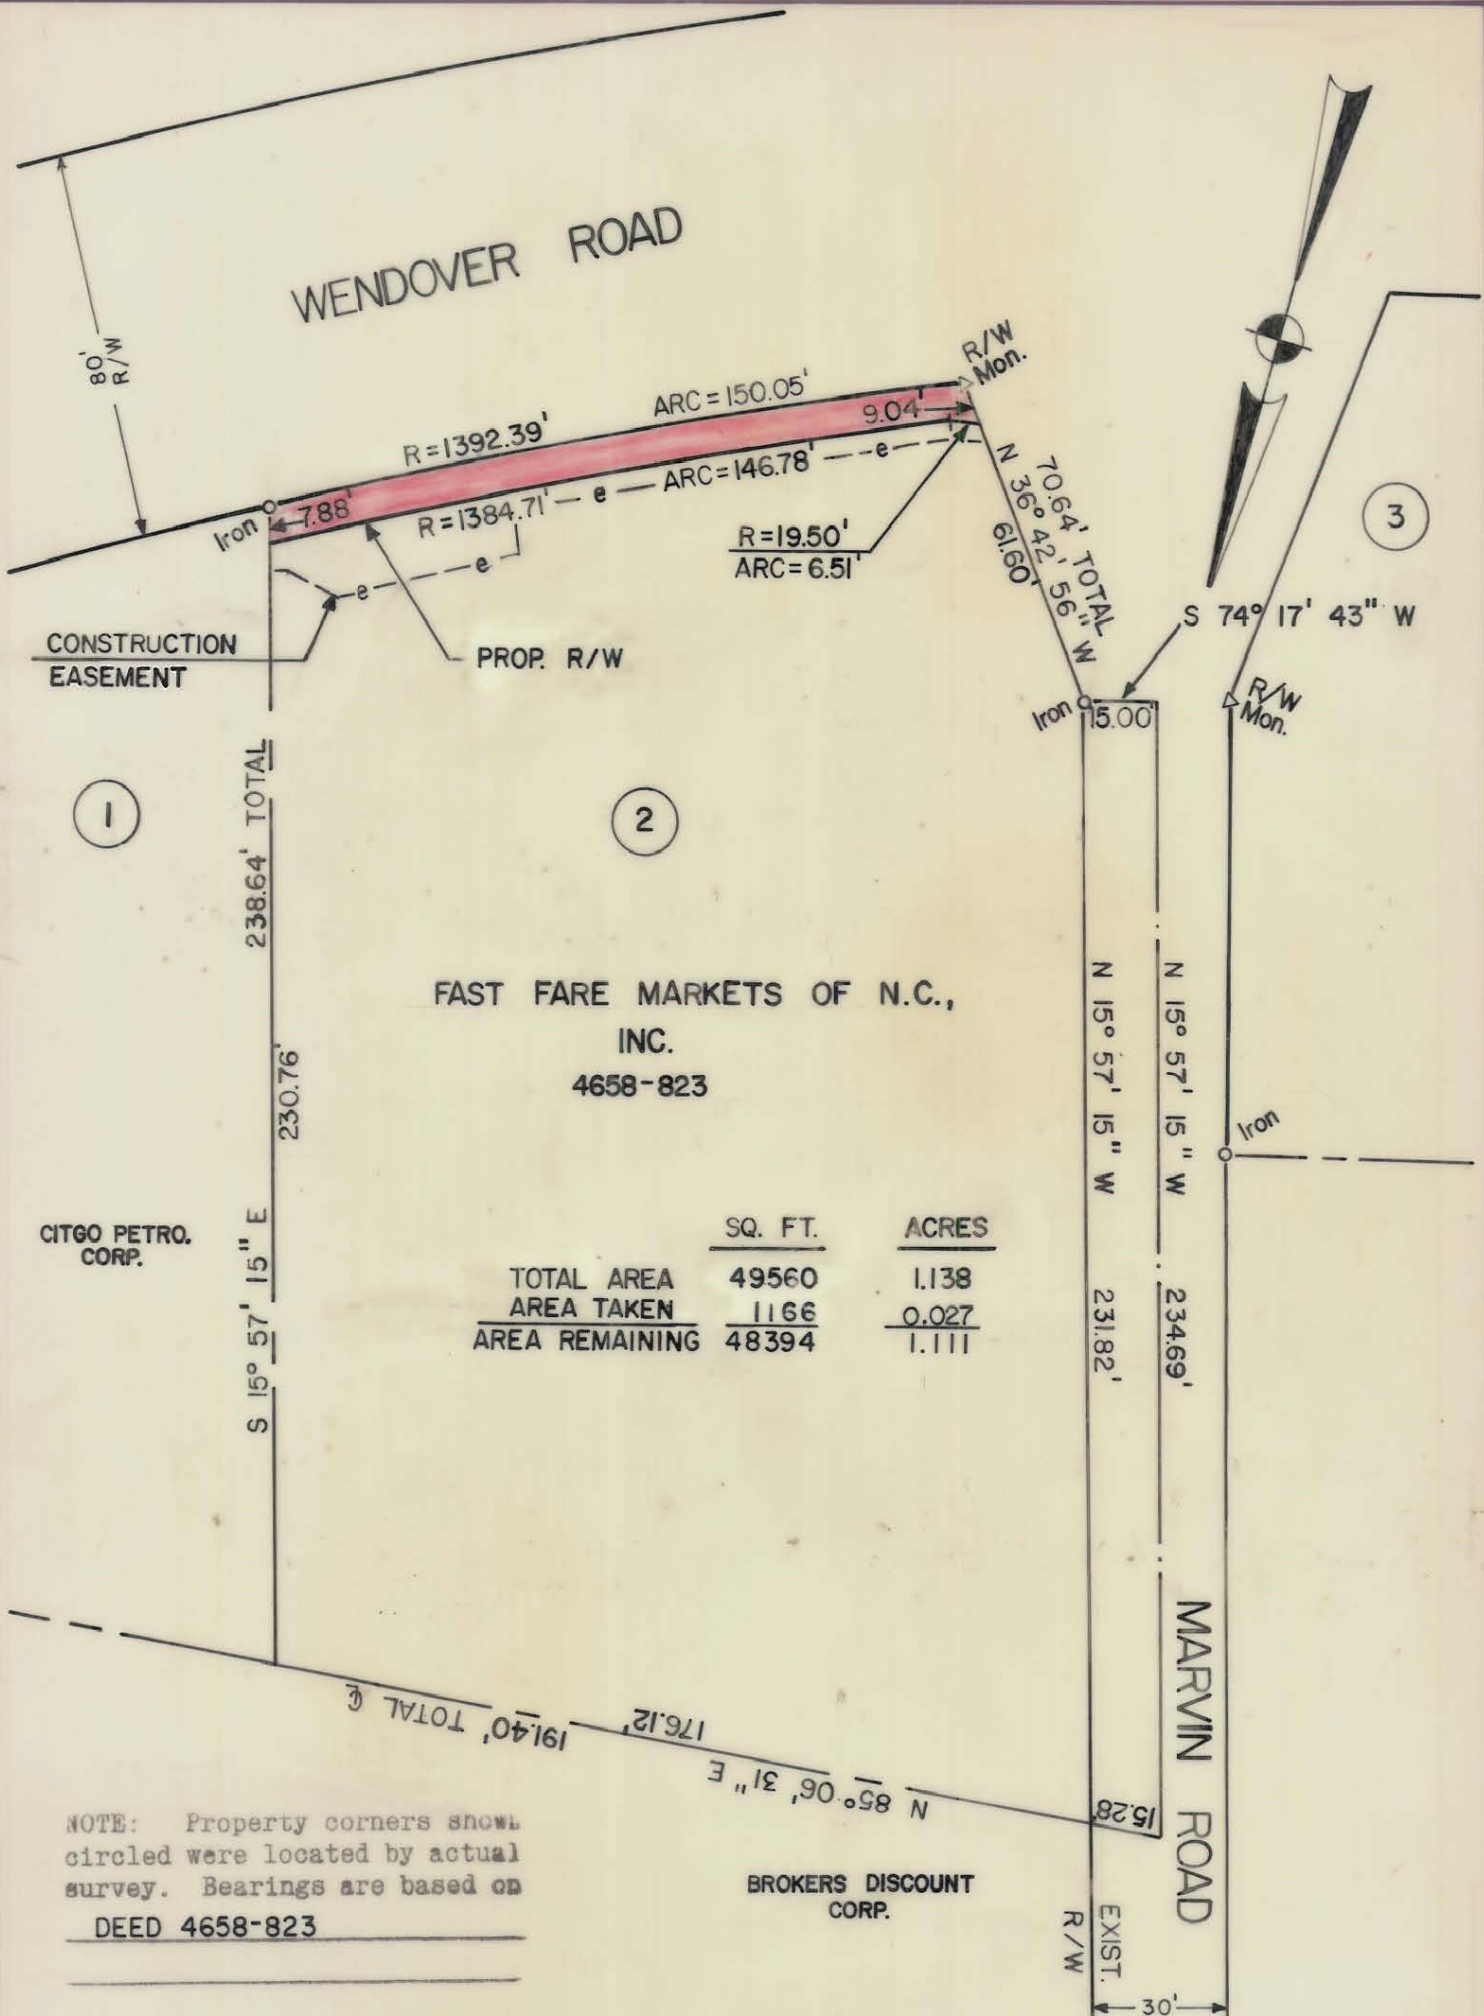 WENDOVER ROAD
80'
R/W
R/W
Mon.
ARC = 150.05'
R = 1392.39'
9.04'
7.88'
Iron
R = 1384.71'
e
ARC = 146.78'
e
e
e
R = 19.50'
ARC = 6.51'
70.64' TOTAL
N 36° 42' 56" W
61.60'
3
S 74° 17' 43" W
CONSTRUCTION
EASEMENT
PROP. R/W
Iron
15.00'
R/W
Mon.
1
2
238.64' TOTAL
230.76'
S 15° 57' 15" E
FAST FARE MARKETS OF N.C.,
INC.
4658-823
N 15° 57' 15" W 231.82'
N 15° 57' 15" W 234.69'
Iron
CITGO PETRO.
CORP.
SQ. FT. ACRES
TOTAL AREA 49560 1.138
AREA TAKEN 1166 0.027
AREA REMAINING 48394 1.111
191.40' TOTAL ℄
176.12'
N 85° 06' 31" E
15.28'
MARVIN ROAD
NOTE: Property corners shown
circled were located by actual
survey. Bearings are based on
DEED 4658-823
BROKERS DISCOUNT
CORP.
EXIST.
R/W
30'